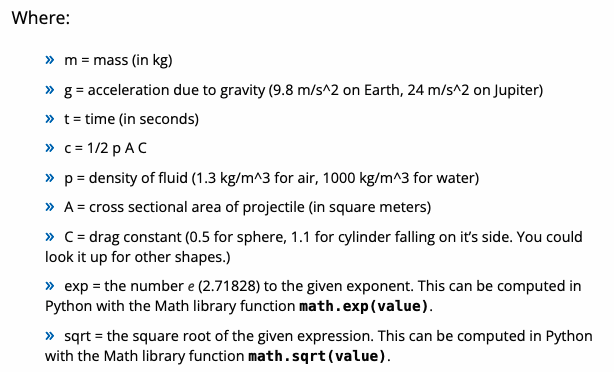 Where:
» m = mass (in kg)
» g = acceleration due to gravity (9.8 m/s^2 on Earth, 24 m/s^2 on Jupiter)
» t = time (in seconds)
» c = 1/2 p A C
» p = density of fluid (1.3 kg/m^3 for air, 1000 kg/m^3 for water)
» A = cross sectional area of projectile (in square meters)
» C = drag constant (0.5 for sphere, 1.1 for cylinder falling on it's side. You could
look it up for other shapes.)
» exp = the number e (2.71828) to the given exponent. This can be computed in
Python with the Math library function math.exp(value).
» sqrt = the square root of the given expression. This can be computed in Python
with the Math library function math.sqrt(value).